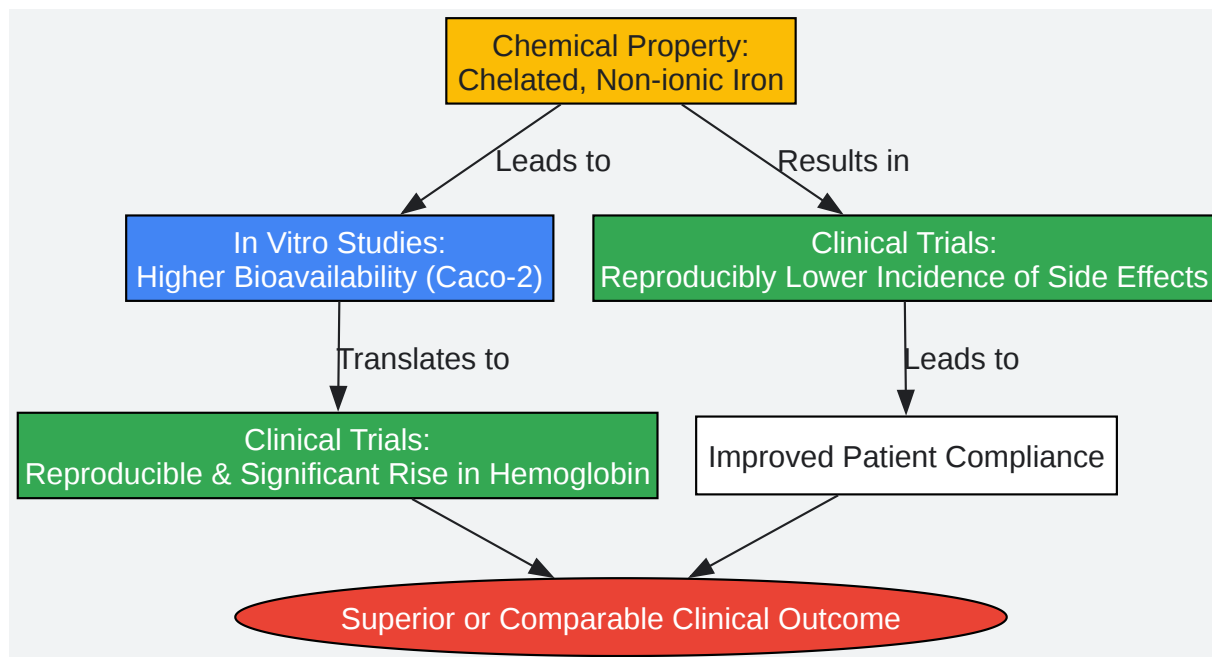 Chemical Property:
Chelated, Non-ionic Iron
Leads to
Results in
In Vitro Studies:
Higher Bioavailability (Caco-2)
Clinical Trials:
Reproducibly Lower Incidence of Side Effects
Translates to
Leads to
Clinical Trials:
Reproducible & Significant Rise in Hemoglobin
Improved Patient Compliance
Superior or Comparable Clinical Outcome